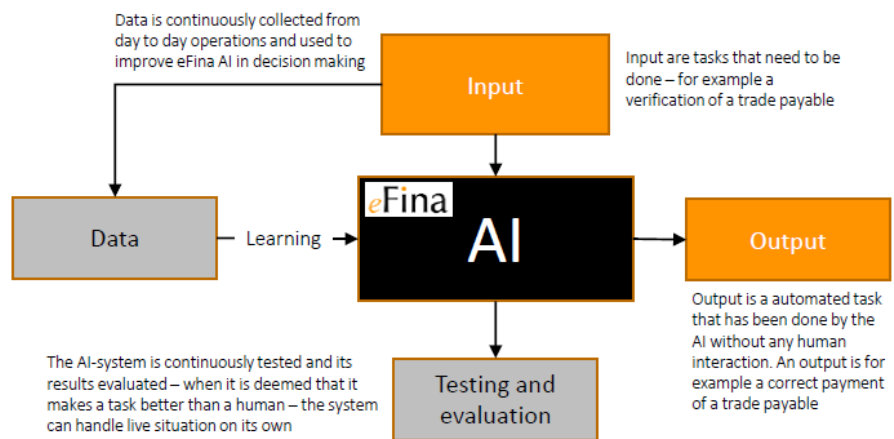 Data is continuously collected from
day to day operations and used to
improve eFina AI in decision making
Input
Input are tasks that need to be
done – for example a
verification of a trade payable
eFina
AI
Data
Learning
Output
Output is a automated task
that has been done by the
AI without any human
interaction. An output is for
example a correct payment
of a trade payable
The AI-system is continuously tested and its
results evaluated – when it is deemed that it
makes a task better than a human – the system
can handle live situation on its own
Testing and
evaluation